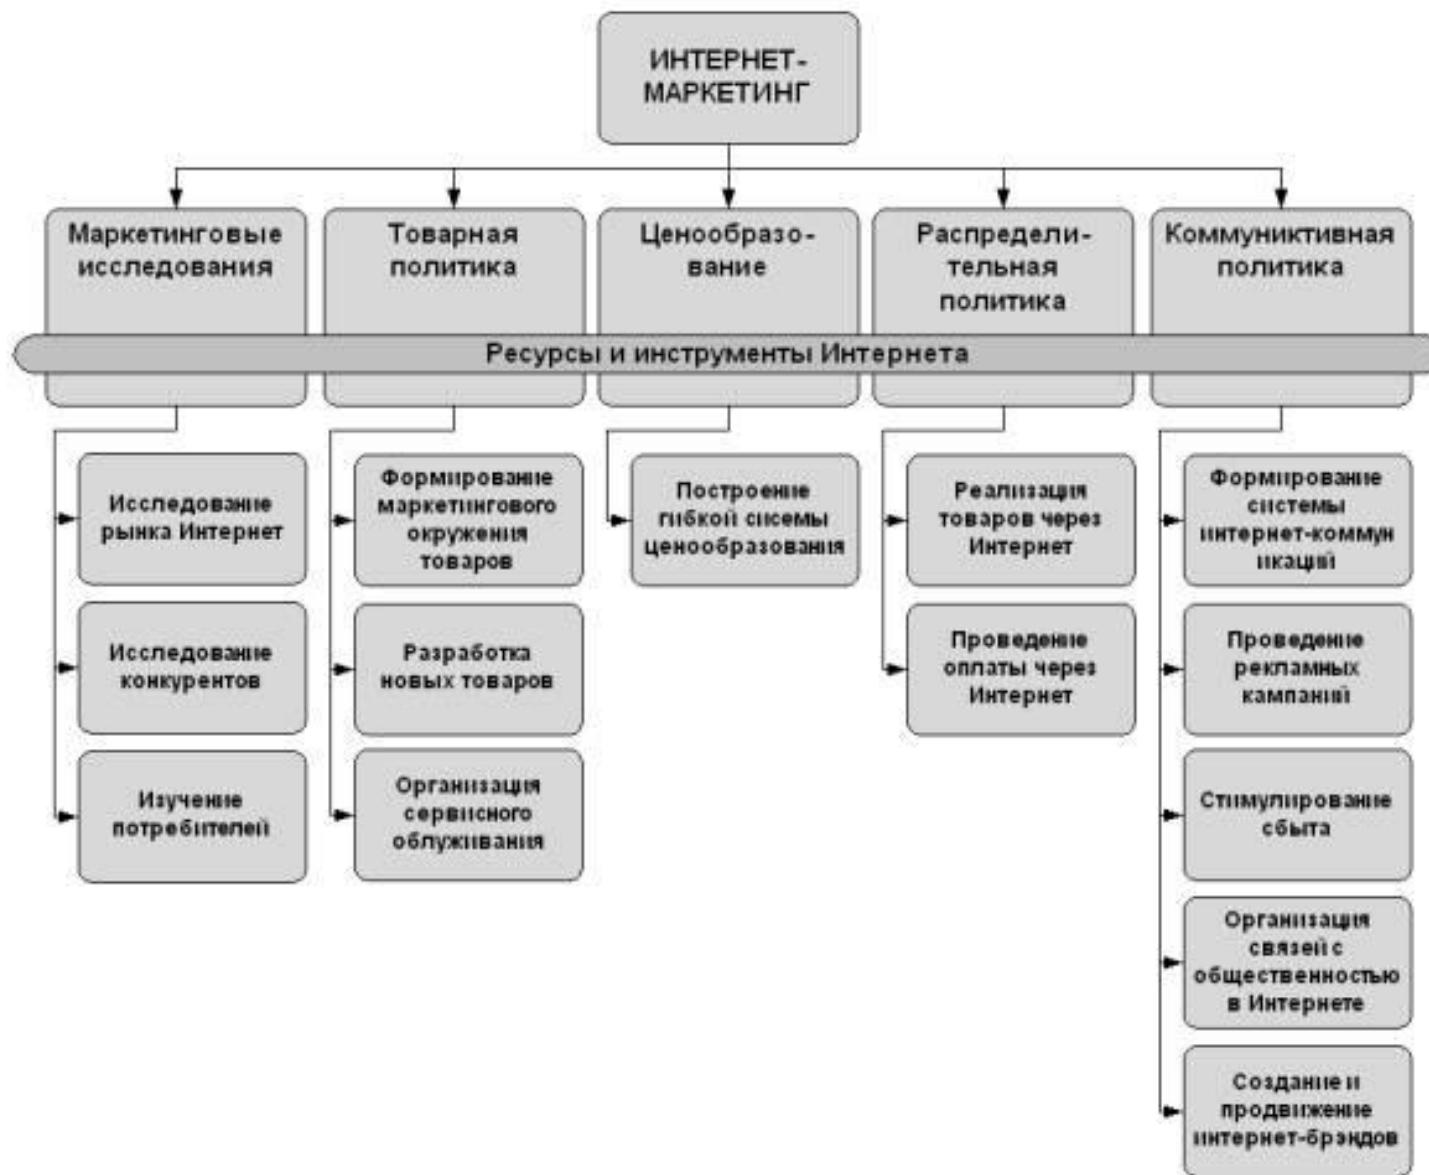 ИНТЕРНЕТ-
МАРКЕТИНГ
Маркетинговые
исследования
Товарная
политика
Ценообразо-
вание
Распредели-
тельная
политика
Коммуниктивная
политика
Ресурсы и инструменты Интернета
Исследование
рынка Интернет
Исследование
конкурентов
Изучение
потребителей
Формирование
маркетингового
окружения
товаров
Разработка
новых товаров
Организация
сервисного
облуживания
Построение
гибкой сисемы
ценообразования
Реализация
товаров через
Интернет
Проведение
оплаты через
Интернет
Формирование
системы
интернет-коммун
икаций
Проведение
рекламных
кампаний
Стимулирование
сбыта
Организация
связей с
общественностью
в Интернете
Создание и
продвижение
интернет-брэндов